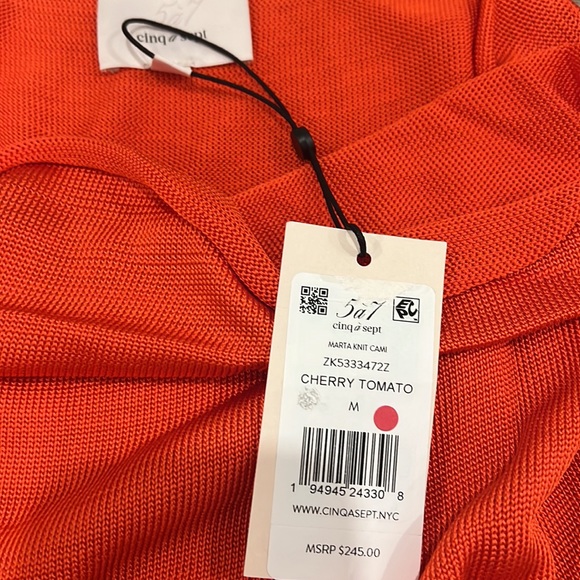 cinq à sept
5à7
cinq à sept
MARTA KNIT CAMI
ZK5333472Z
CHERRY TOMATO
M
1 94945 24330 8
WWW.CINQASEPT.NYC
MSRP $245.00